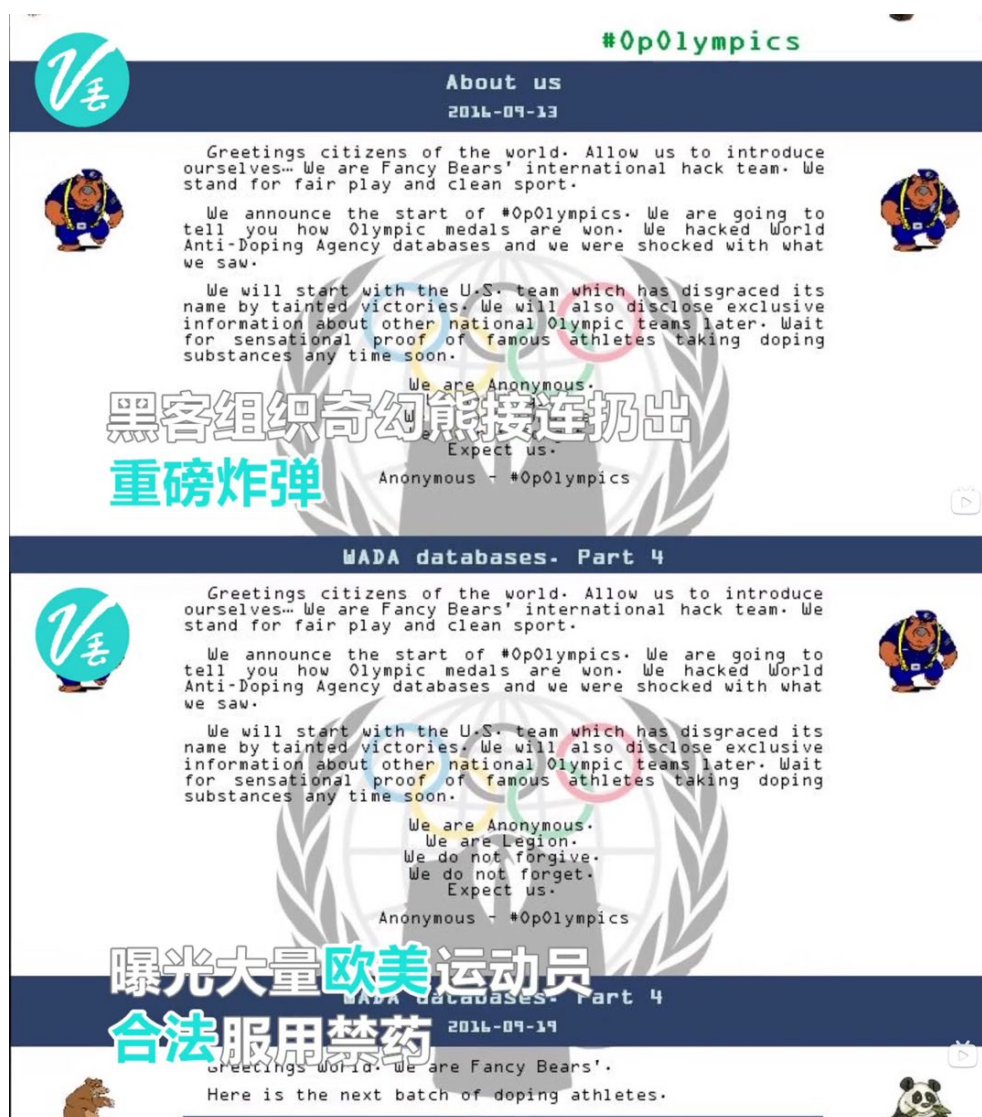 #OpOlympics
V丢
About us
2016-09-13
Greetings citizens of the world. Allow us to introduce
ourselves… We are Fancy Bears' international hack team. We
stand for fair play and clean sport.
We announce the start of #OpOlympics. We are going to
tell you how Olympic medals are won. We hacked World
Anti-Doping Agency databases and we were shocked with what
we saw.
We will start with the U.S. team which has disgraced its
name by tainted victories. We will also disclose exclusive
information about other national Olympic teams later. Wait
for sensational proof of famous athletes taking doping
substances any time soon.
We are Anonymous.
黑客组织奇幻熊接连扔出
Expect us.
重磅炸弹
Anonymous - #OpOlympics
WADA databases. Part 4
V丢
Greetings citizens of the world. Allow us to introduce
ourselves… We are Fancy Bears' international hack team. We
stand for fair play and clean sport.
We announce the start of #OpOlympics. We are going to
tell you how Olympic medals are won. We hacked World
Anti-Doping Agency databases and we were shocked with what
we saw.
We will start with the U.S. team which has disgraced its
name by tainted victories. We will also disclose exclusive
information about other national Olympic teams later. Wait
for sensational proof of famous athletes taking doping
substances any time soon.
We are Anonymous.
We are Legion.
We do not forgive.
We do not forget.
Expect us.
Anonymous - #OpOlympics
曝光大量欧美运动员
WADA databases. Part 4
合法服用禁药
2016-09-19
Greetings World. We are Fancy Bears'.
Here is the next batch of doping athletes.